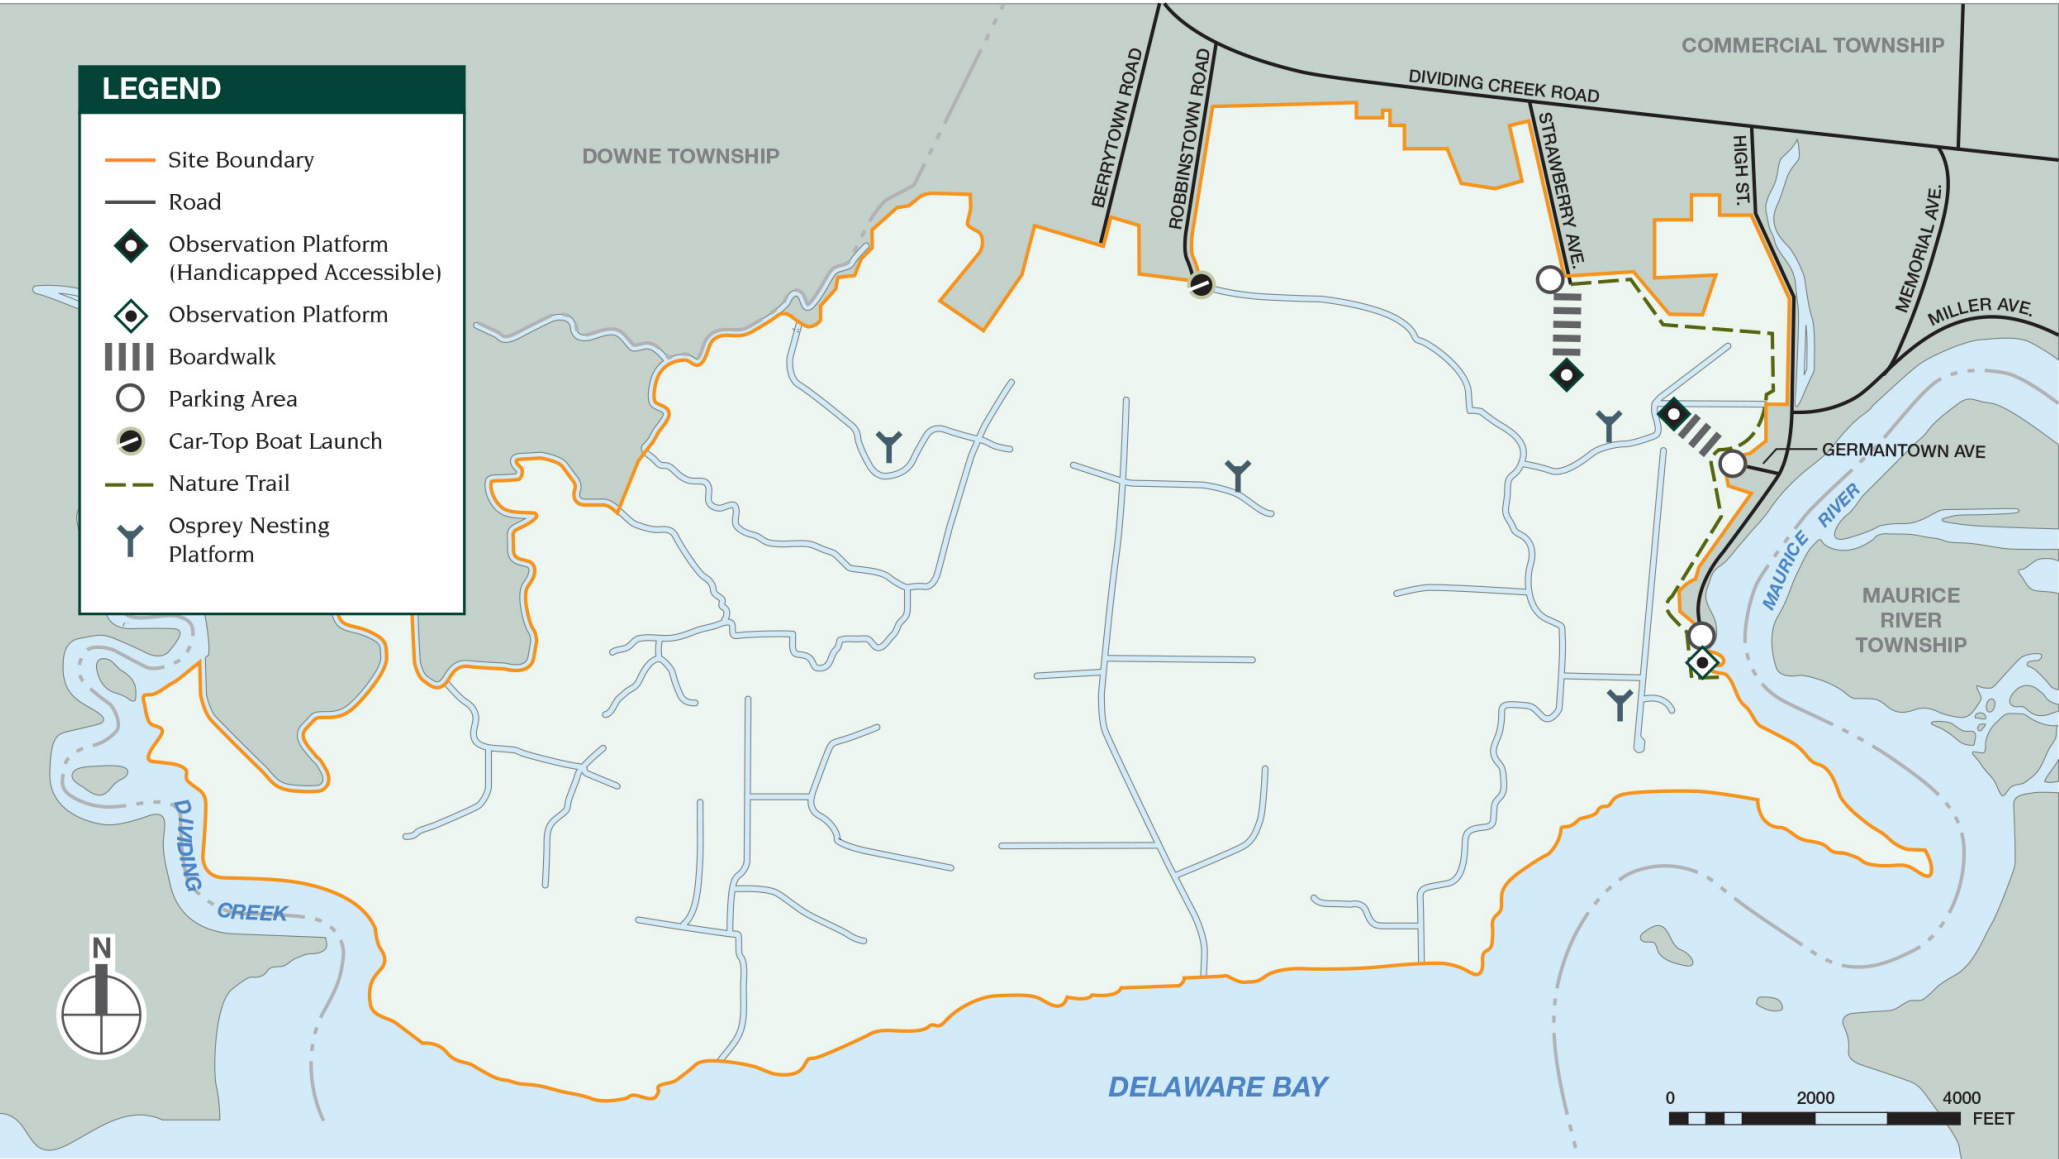 LEGEND
Site Boundary
Road
Observation Platform
(Handicapped Accessible)
Observation Platform
Boardwalk
Parking Area
Car-Top Boat Launch
Nature Trail
Osprey Nesting
Platform
COMMERCIAL TOWNSHIP
DOWNE TOWNSHIP
BERRYTOWN ROAD
ROBBINSTOWN ROAD
DIVIDING CREEK ROAD
STRAWBERRY AVE.
HIGH ST.
MEMORIAL AVE.
MILLER AVE.
GERMANTOWN AVE
MAURICE RIVER
MAURICE
RIVER
TOWNSHIP
DIVIDING
CREEK
N
DELAWARE BAY
0 2000 4000
FEET